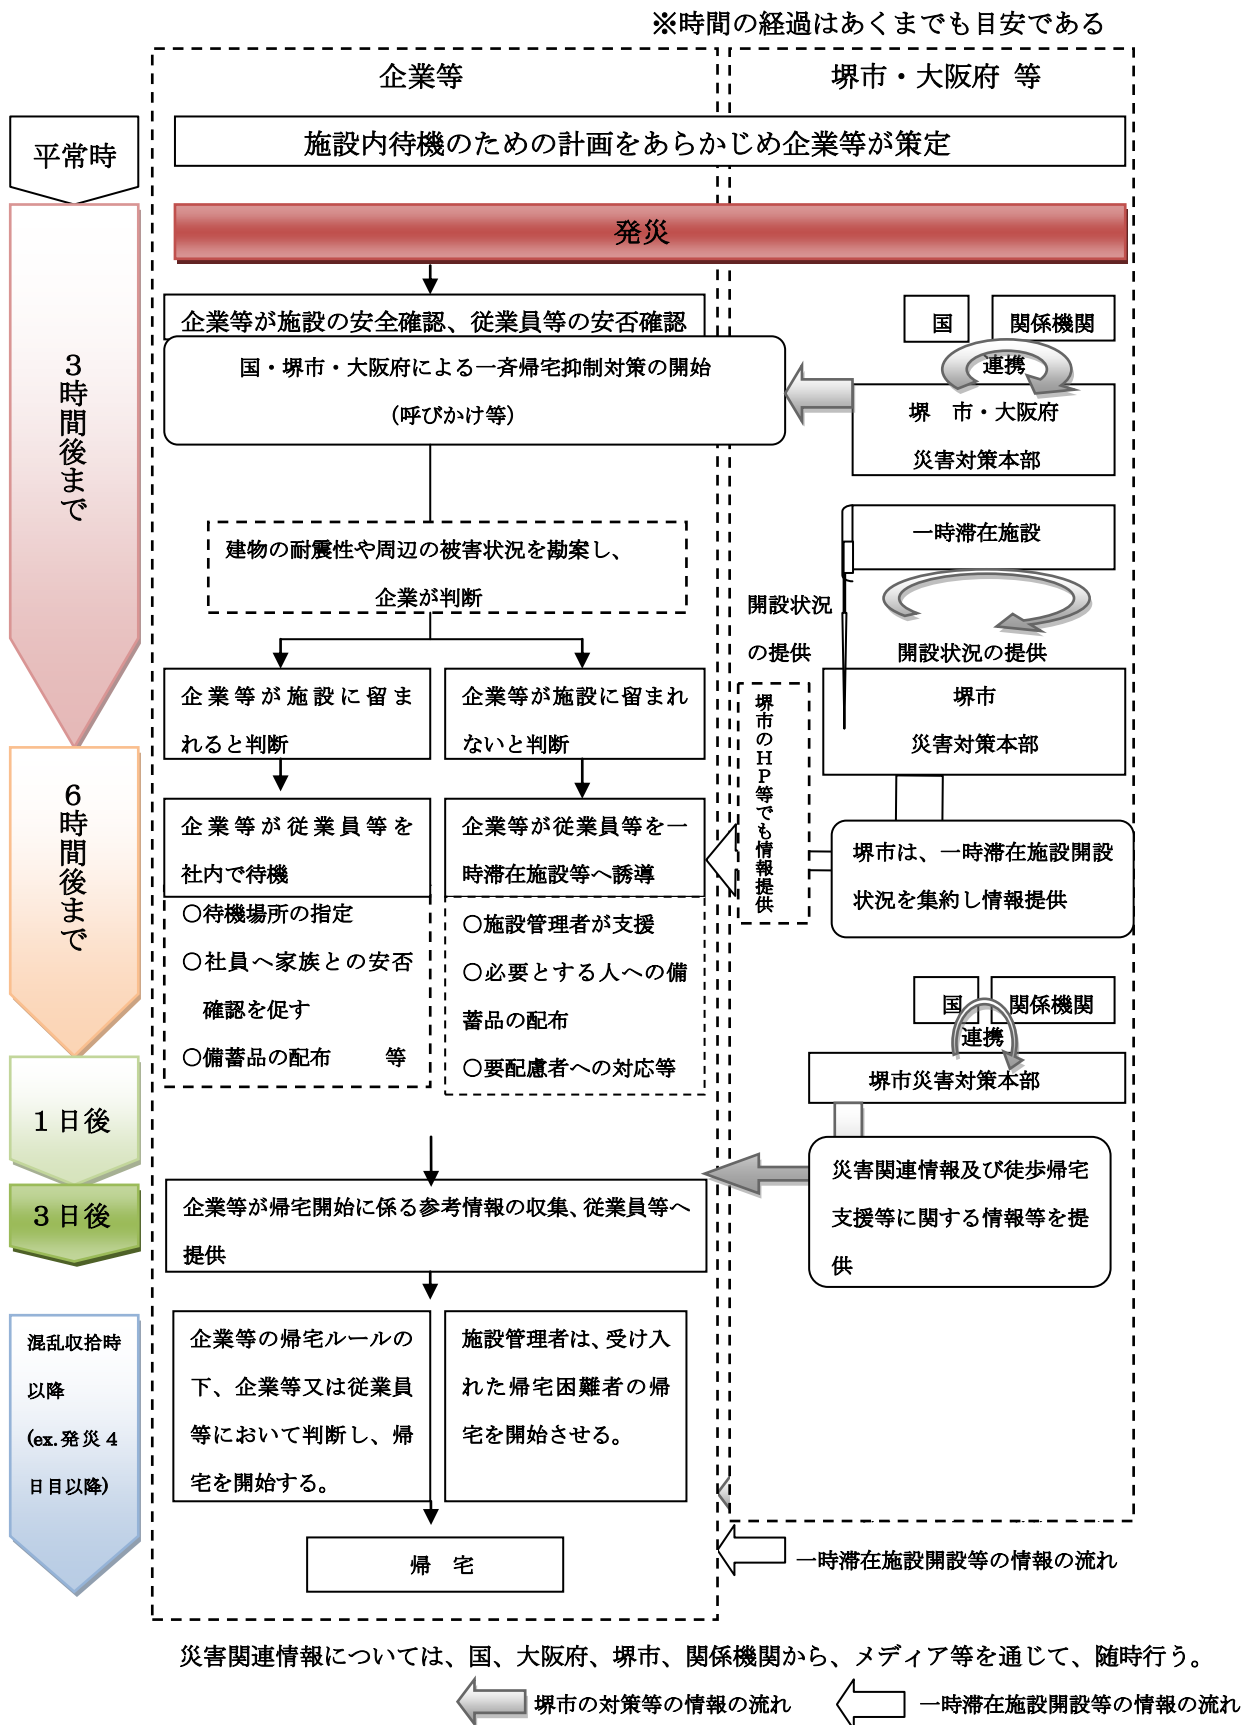 ※時間の経過はあくまでも目安である
企業等
堺市・大阪府 等
平常時
施設内待機のための計画をあらかじめ企業等が策定
発災
3時間後まで
企業等が施設の安全確認、従業員等の安否確認
国・堺市・大阪府による一斉帰宅抑制対策の開始
（呼びかけ等）
国
関係機関
連携
堺　市・大阪府
災害対策本部
建物の耐震性や周辺の被害状況を勘案し、
企業が判断
一時滞在施設
開設状況
の提供
開設状況の提供
堺市
災害対策本部
企業等が施設に留ま
れると判断
企業等が施設に留まれ
ないと判断
堺市のＨＰ等でも情報提供
6時間後まで
企業等が従業員等を
社内で待機
企業等が従業員等を一
時滞在施設等へ誘導
堺市は、一時滞在施設開設
状況を集約し情報提供
○待機場所の指定
○社員へ家族との安否
確認を促す
○備蓄品の配布　　等
○施設管理者が支援
○必要とする人への備
蓄品の配布
○要配慮者への対応等
国
関係機関
連携
堺市災害対策本部
1日後
災害関連情報及び徒歩帰宅
支援等に関する情報等を提
供
3日後
企業等が帰宅開始に係る参考情報の収集、従業員等へ
提供
混乱収拾時
以降
(ex.発災4
日目以降)
企業等の帰宅ルールの
下、企業等又は従業員
等において判断し、帰
宅を開始する。
施設管理者は、受け入
れた帰宅困難者の帰
宅を開始させる。
帰　宅
一時滞在施設開設等の情報の流れ
災害関連情報については、国、大阪府、堺市、関係機関から、メディア等を通じて、随時行う。
堺市の対策等の情報の流れ
一時滞在施設開設等の情報の流れ